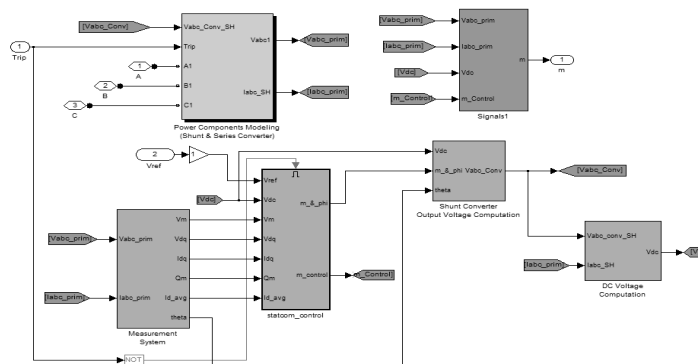 [Vabc_Conv]
Vabc_Conv_SH
1
Trip
Trip
1
A
A1
2
B
B1
3
C
C1
Vabc1
[Vabc_prim]
Iabc_SH
[Iabc_prim]
Power Components Modeling
(Shunt & Series Converter)
[Vabc_prim]
Vabc_prim
[Iabc_prim]
Iabc_prim
[Vdc]
Vdc
[m_Control]
m_Control
m
1
m
Signals1
2
Vref
1
Vref
[Vdc]
Vdc
Vm
Vm
Vdq
Vdq
Idq
Idq
Qm
Qm
Id_avg
Id_avg
theta
[Vabc_prim]
Vabc_prim
[Iabc_prim]
Iabc_prim
Measurement
System
m_&_phi
m_control
m_Control]
statcom_control
Vdc
m_&_phi
theta
Vabc_Conv
[Vabc_Conv]
Shunt Converter
Output Voltage Computation
Vabc_conv_SH
[Iabc_prim]
Iabc_SH
Vdc
[V
DC Voltage
Computation
NOT